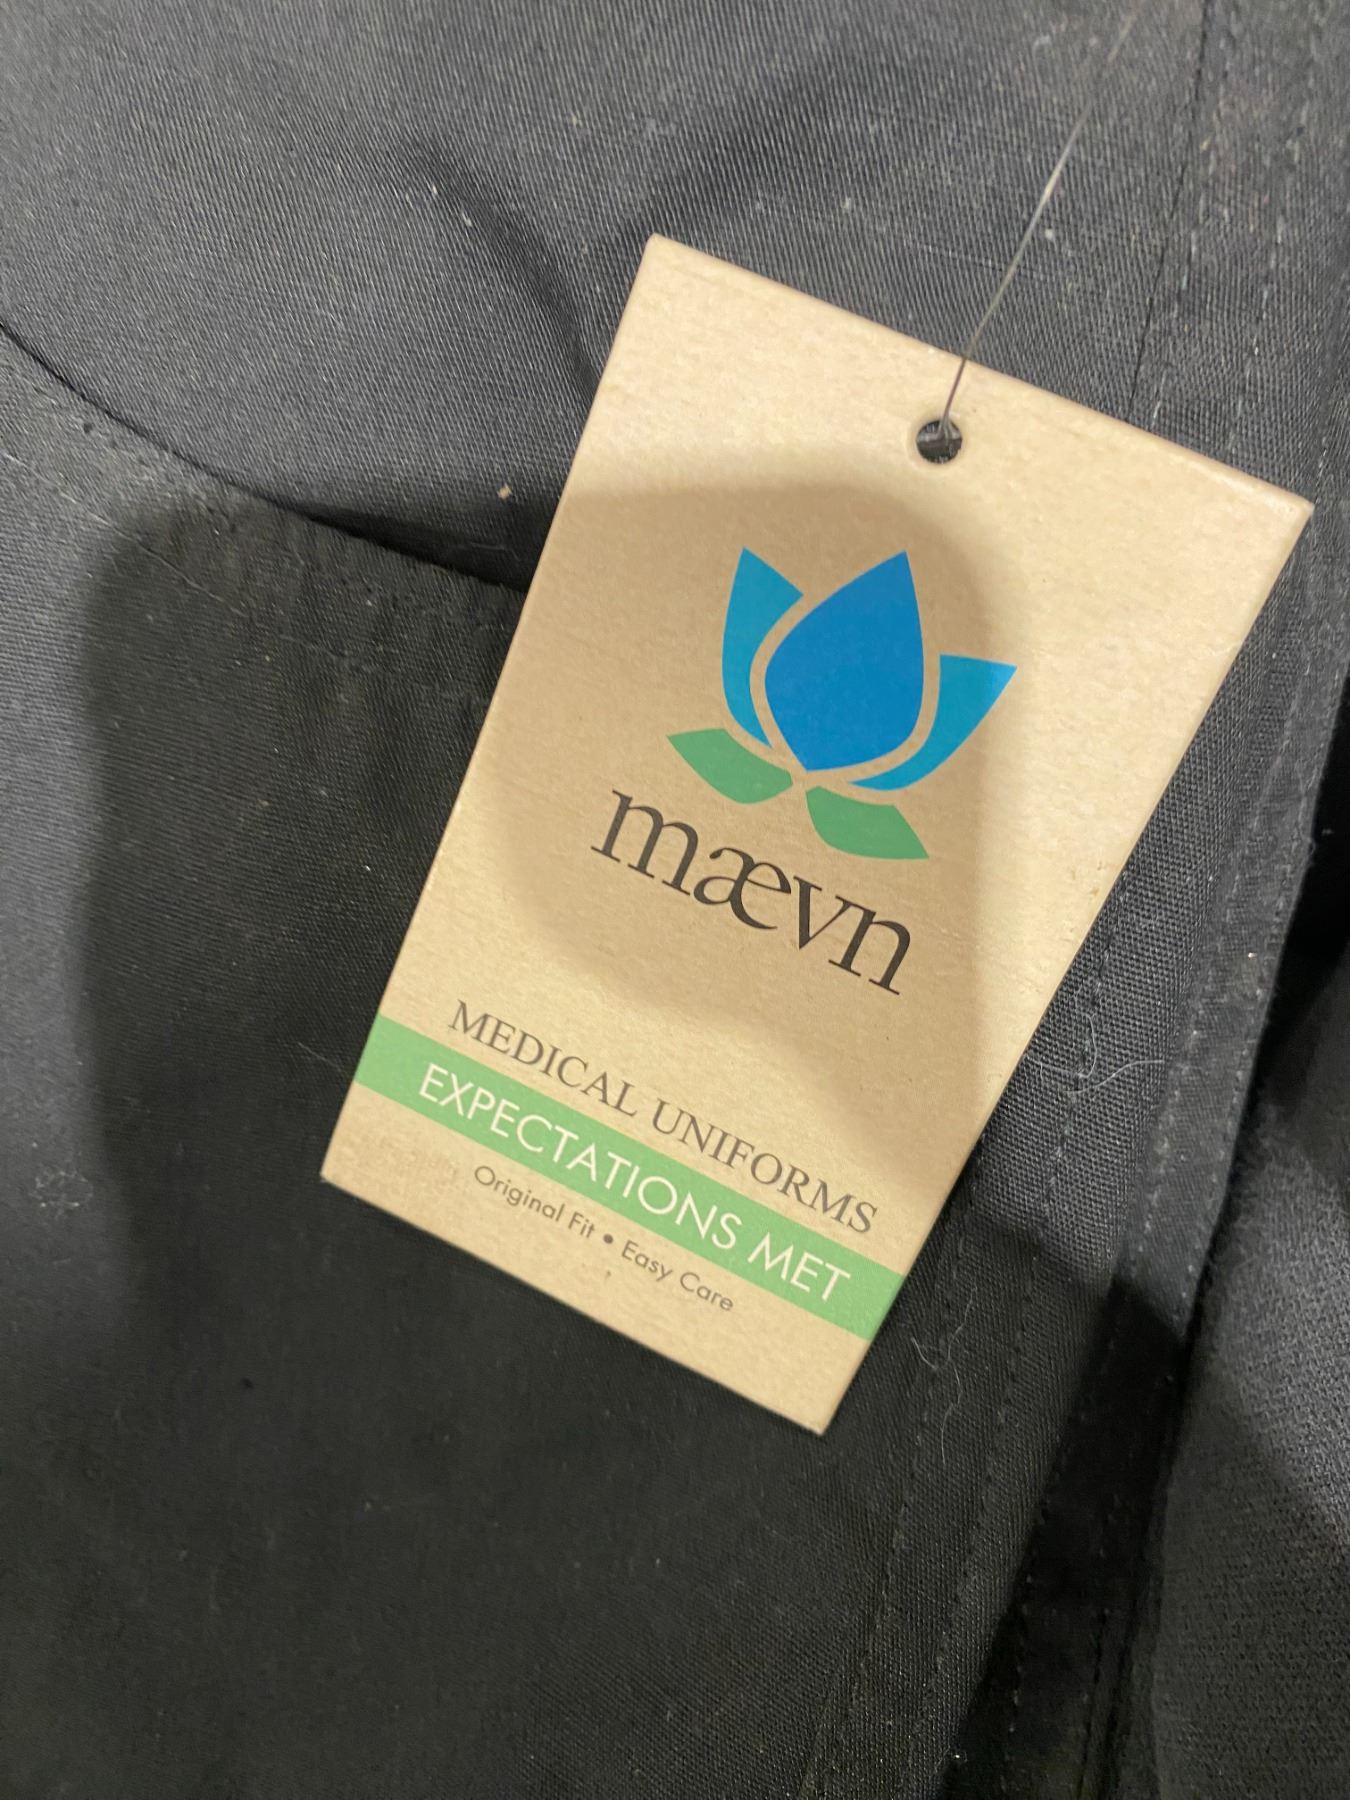 mævn
MEDICAL UNIFORMS
EXPECTATIONS MET
Original Fit • Easy Care